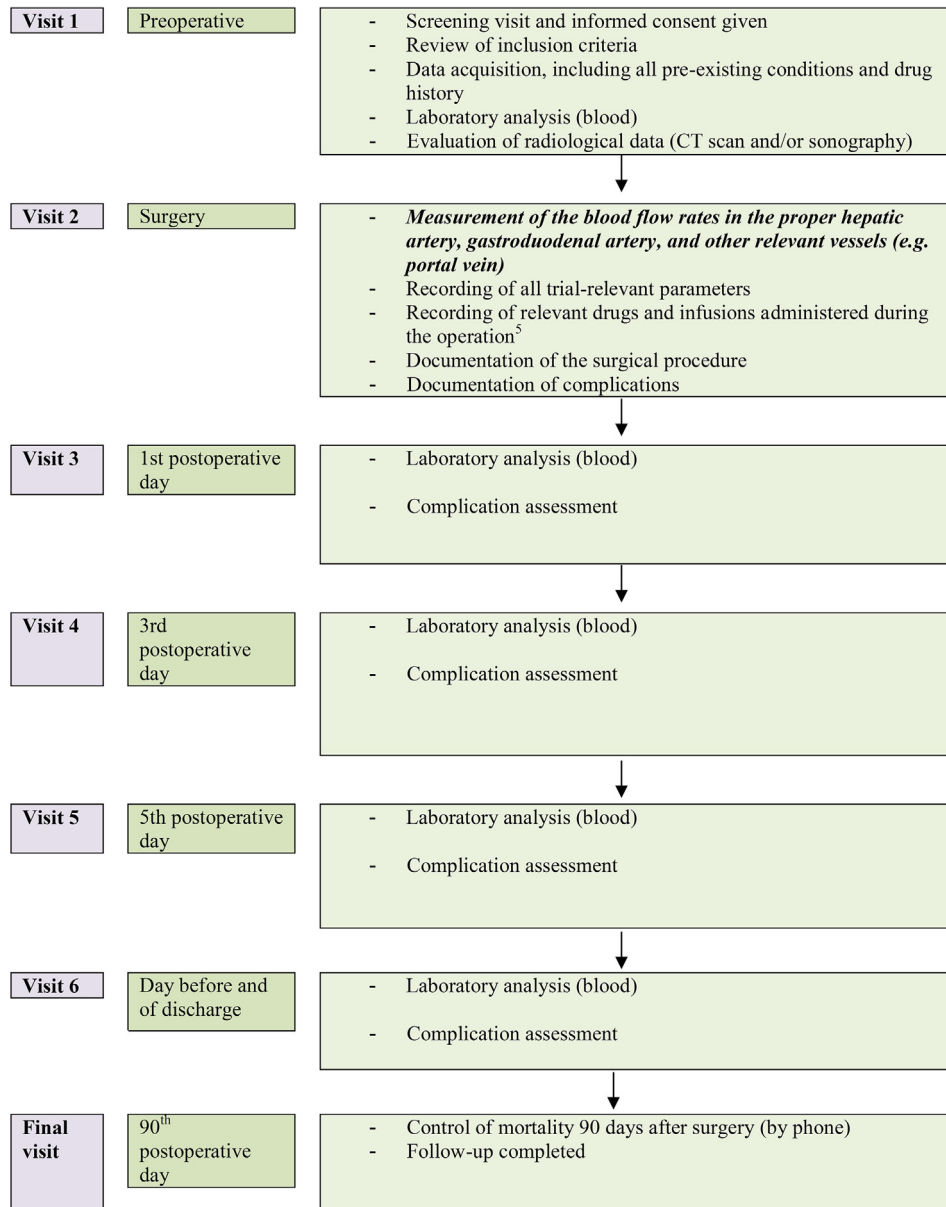 Visit 1
Preoperative
- Screening visit and informed consent given
- Review of inclusion criteria
- Data acquisition, including all pre-existing conditions and drug
history
- Laboratory analysis (blood)
- Evaluation of radiological data (CT scan and/or sonography)
Visit 2
Surgery
- Measurement of the blood flow rates in the proper hepatic
artery, gastroduodenal artery, and other relevant vessels (e.g.
portal vein)
- Recording of all trial-relevant parameters
- Recording of relevant drugs and infusions administered during
the operation⁵
- Documentation of the surgical procedure
- Documentation of complications
Visit 3
1st postoperative
day
- Laboratory analysis (blood)
- Complication assessment
Visit 4
3rd
postoperative
day
- Laboratory analysis (blood)
- Complication assessment
Visit 5
5th postoperative
day
- Laboratory analysis (blood)
- Complication assessment
Visit 6
Day before and
of discharge
- Laboratory analysis (blood)
- Complication assessment
Final
visit
90th
postoperative
day
- Control of mortality 90 days after surgery (by phone)
- Follow-up completed